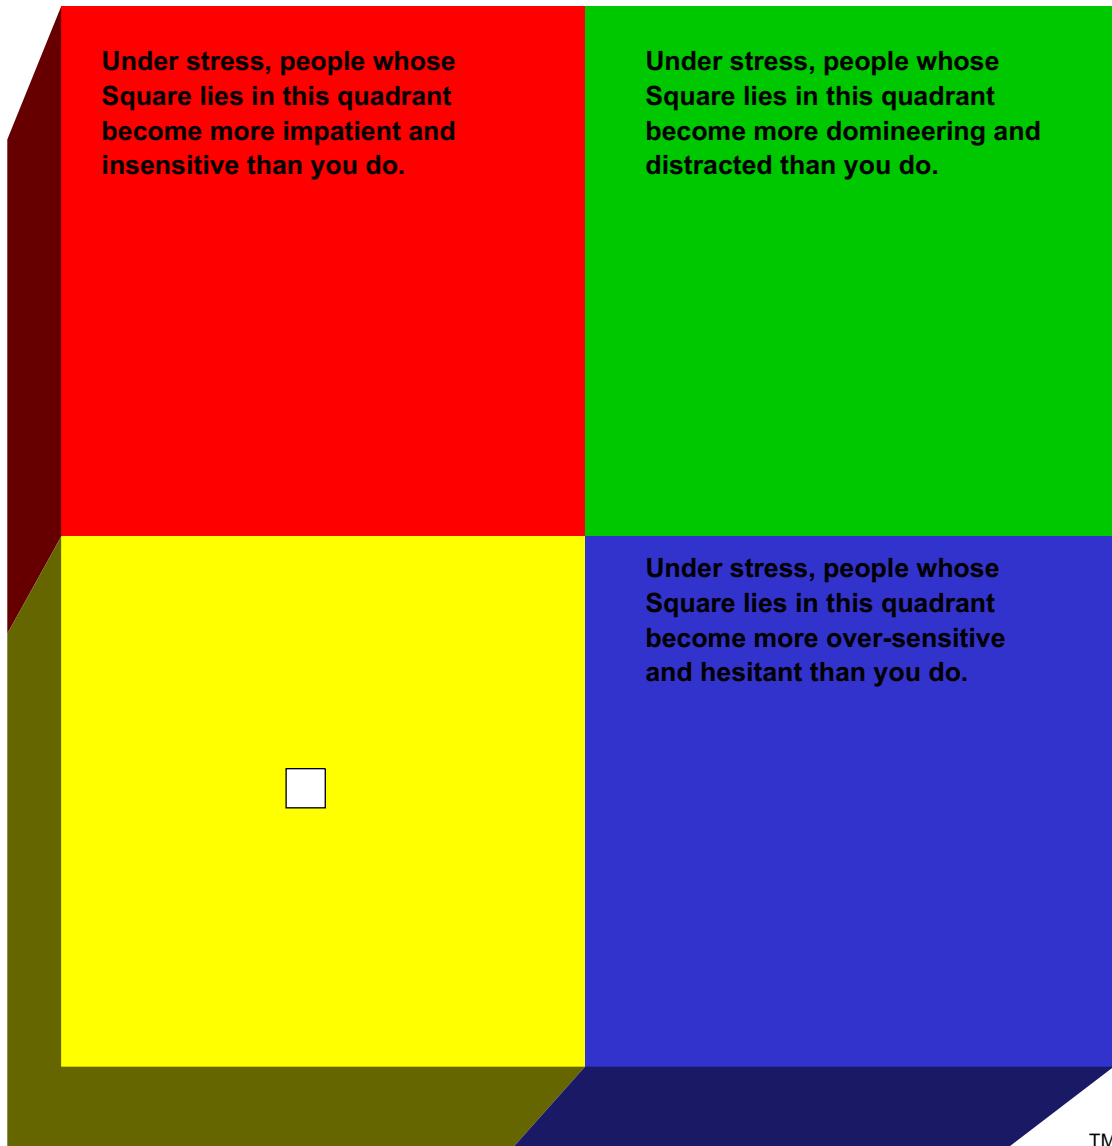 Under stress, people whose
Square lies in this quadrant
become more impatient and
insensitive than you do.
Under stress, people whose
Square lies in this quadrant
become more domineering and
distracted than you do.
Under stress, people whose
Square lies in this quadrant
become more over-sensitive
and hesitant than you do.
TM